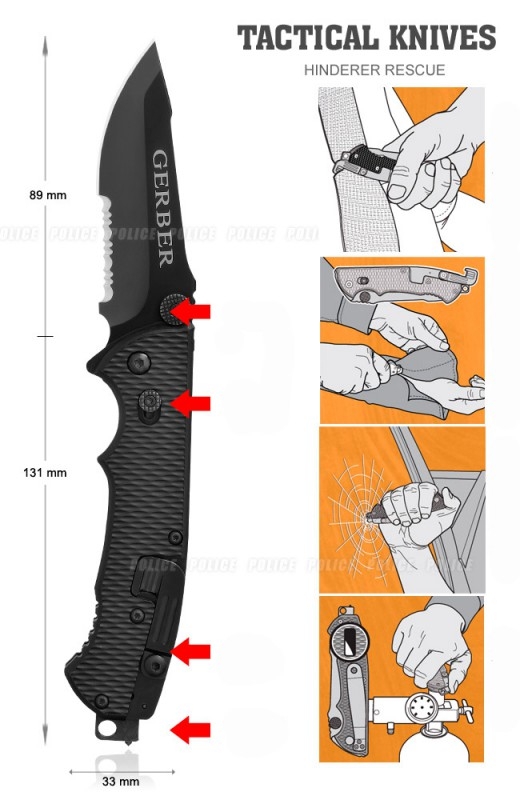 TACTICAL KNIVES
HINDERER RESCUE
89 mm
GERBER
POLICE POLICE POLICE POLICE POLICE POLI
131 mm
POLICE POLICE POLICE POLICE POLICE POLICE
33 mm